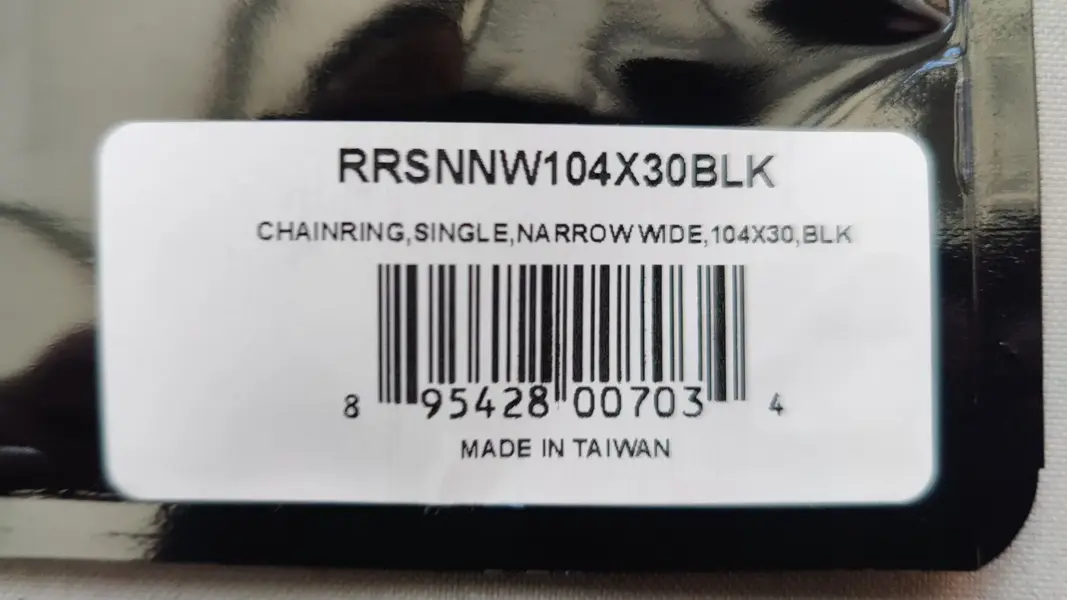 RRSNNW104X30BLK
CHAINRING,SINGLE,NARROW WIDE,104X30,BLK
8 95428 00703 4
MADE IN TAIWAN